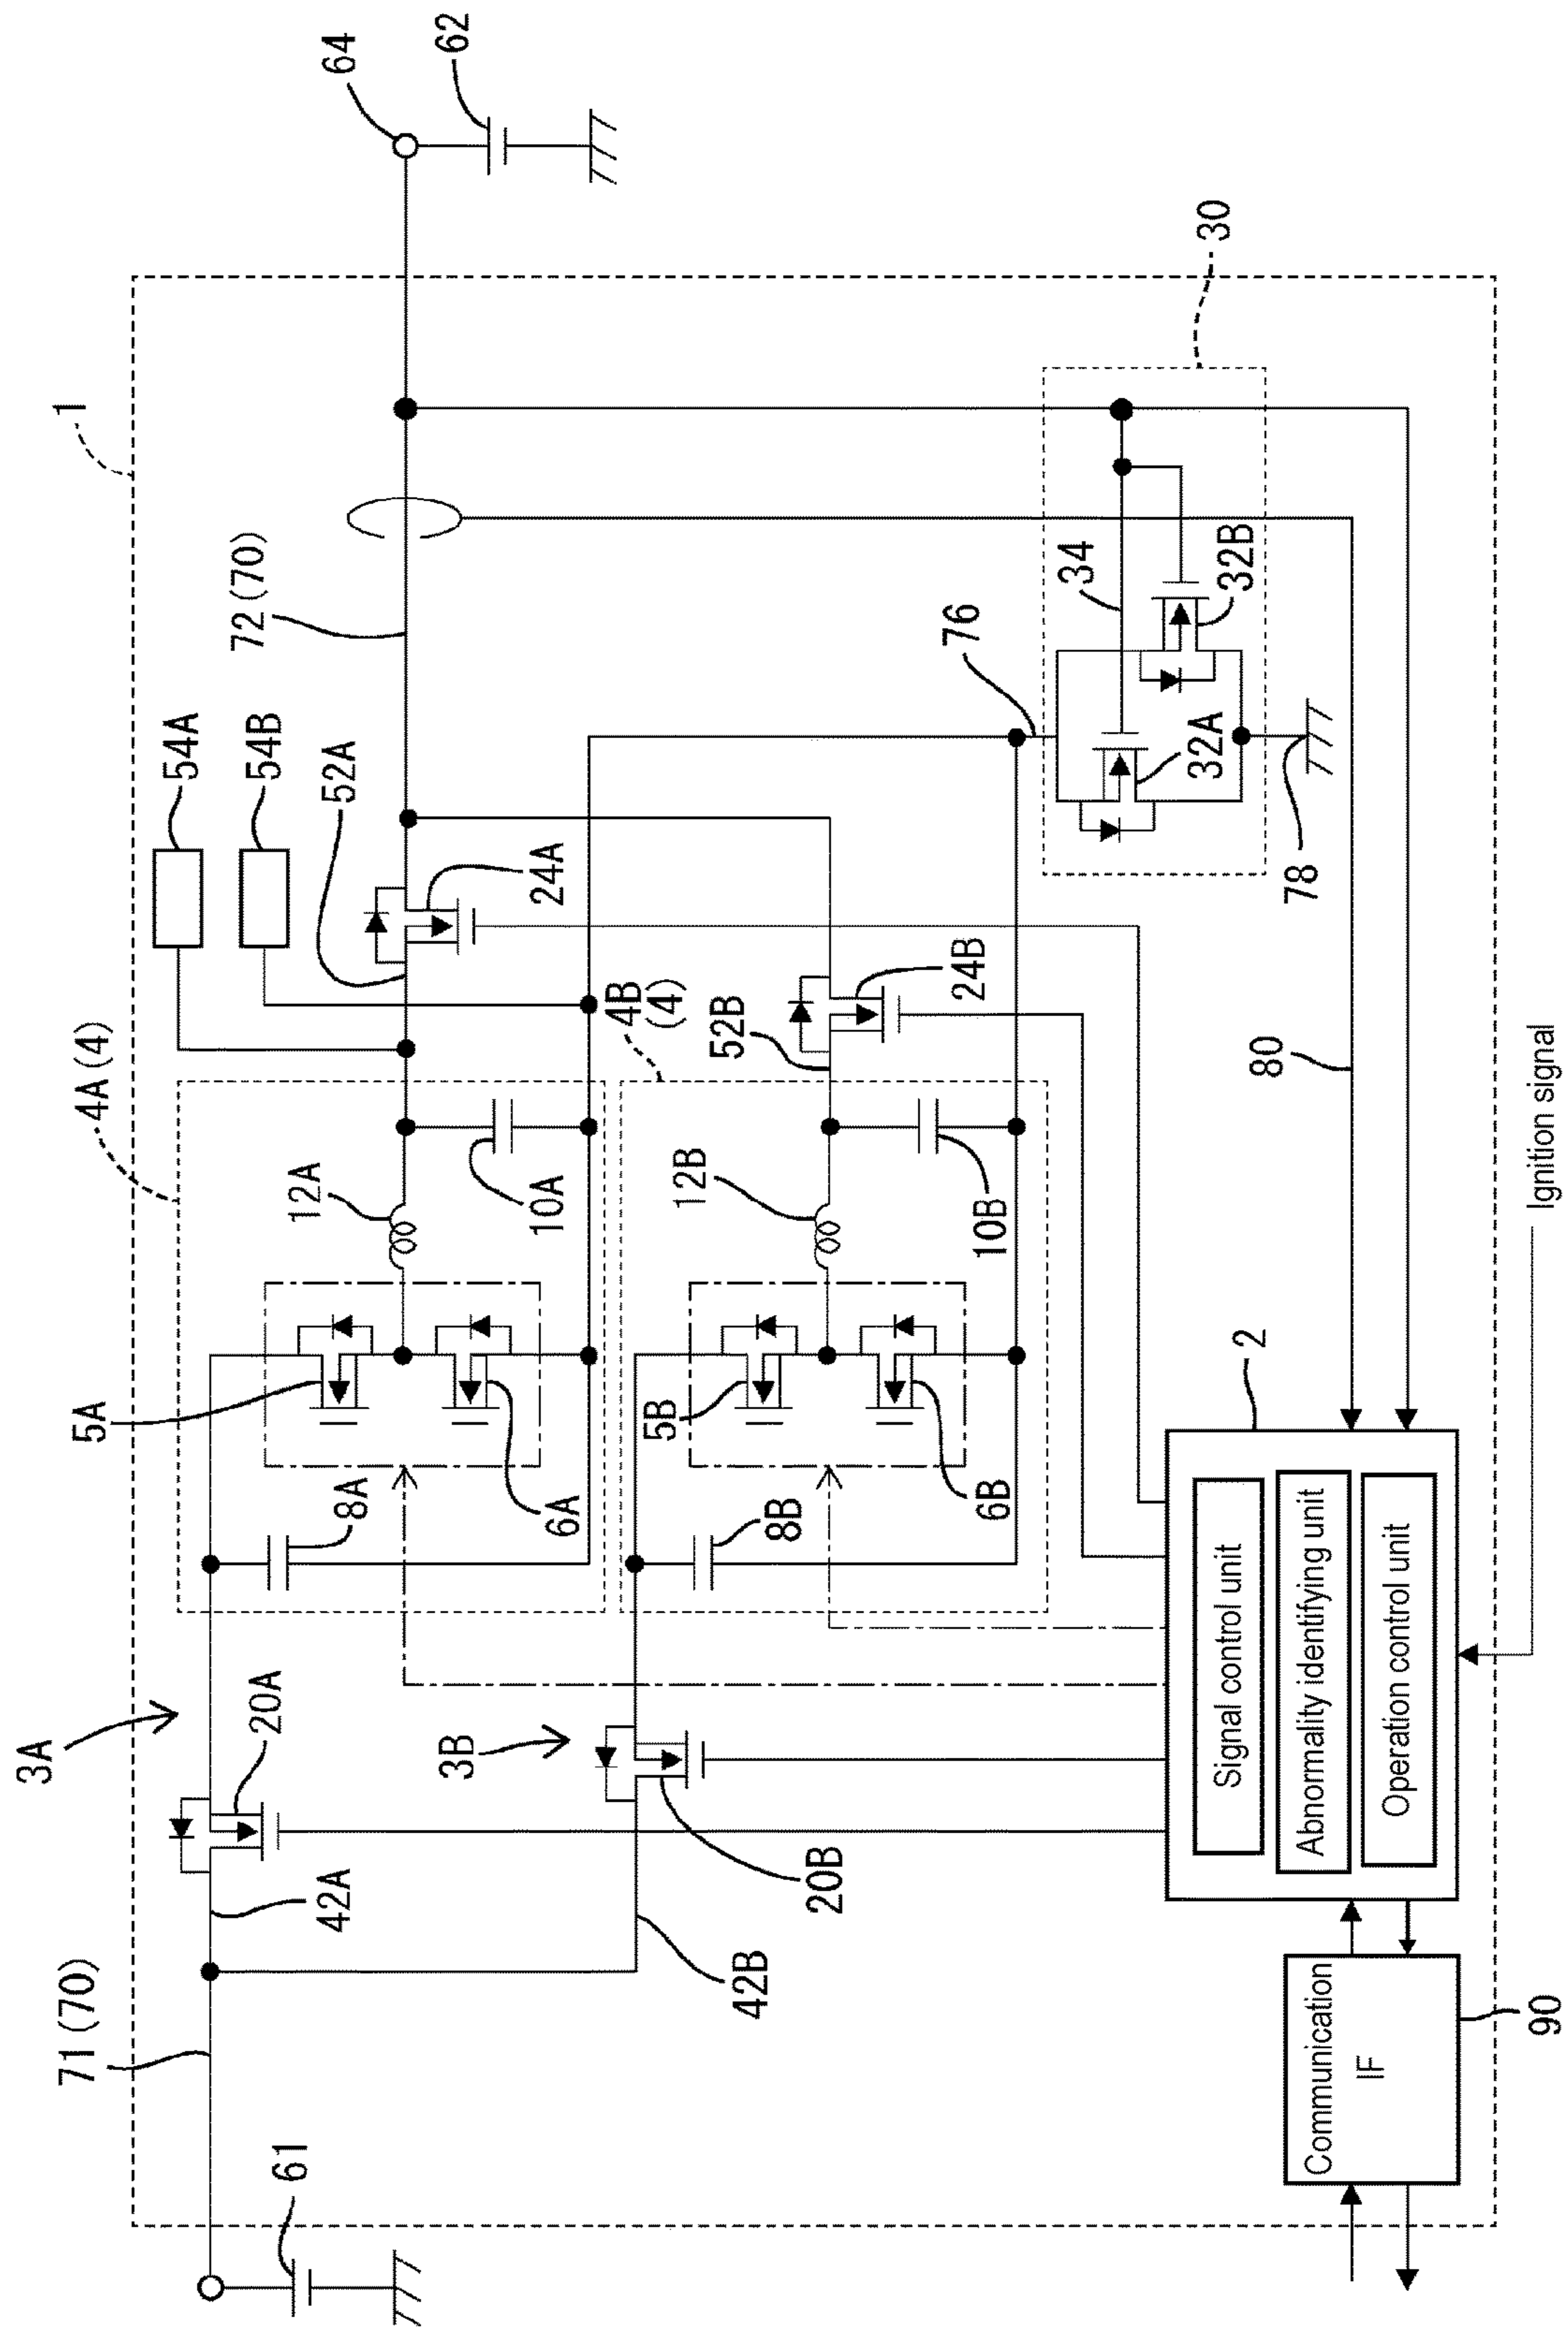 1
64
62
72(70)
54A
54B
52A
24A
30
34
76
32B
32A
78
4A(4)
12A
10A
4B
(4)
52B
24B
12B
10B
80
5A
8A
6A
5B
8B
6B
3A
20A
42A
3B
20B
42B
71(70)
61
2
Signal control unit
Abnormality identifying unit
Operation control unit
Ignition signal
Communication
IF
90